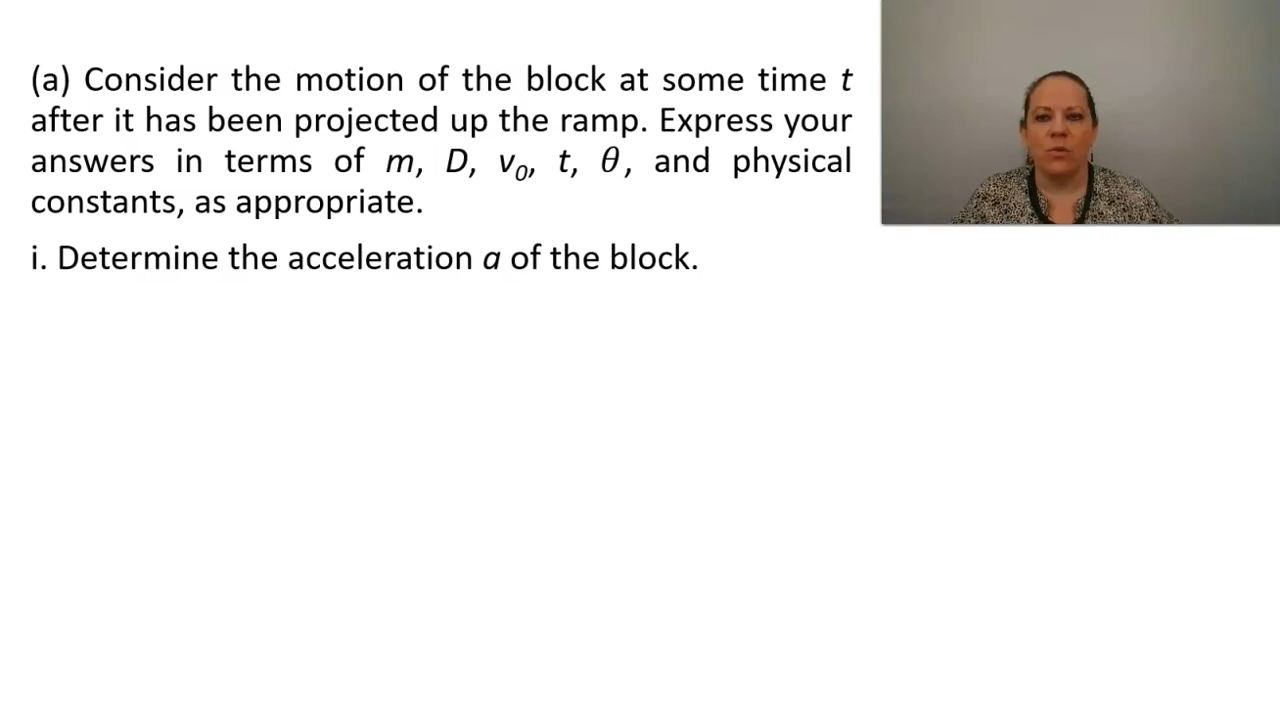 (a) Consider the motion of the block at some time t
after it has been projected up the ramp. Express your
answers in terms of m, D, v₀, t, θ, and physical
constants, as appropriate.
i. Determine the acceleration a of the block.